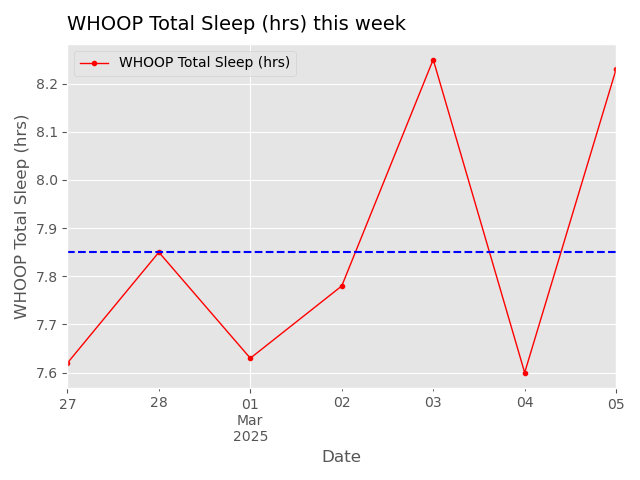 WHOOP Total Sleep (hrs) this week
WHOOP Total Sleep (hrs)
WHOOP Total Sleep (hrs)
8.2
8.1
8.0
7.9
7.8
7.7
7.6
27 28 01 02 03 04 05
Mar
2025
Date